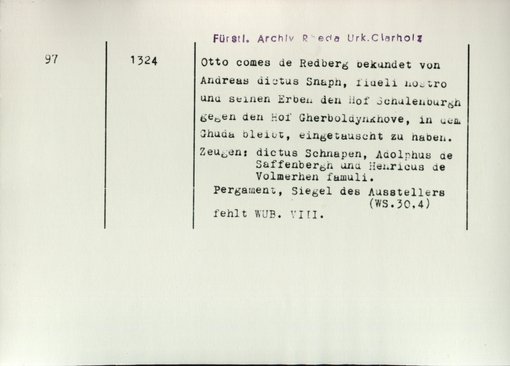 Fürstl. Archiv Rheda Urk.Clarholz
97
1324
Otto comes de Redberg bekundet von
Andreas dictus Snaph, fideli nostro
und seinen Erben den Hof Schulenburgh
gegen den Hof Gherboldynkhove, in dem
Ghuda bleibt, eingetauscht zu haben.
Zeugen: dictus Schnapen, Adolphus de
Saffenbergh und Henricus de
Volmerhen famuli.
Pergament, Siegel des Ausstellers
(WS.30.4)
fehlt WUB. VIII.